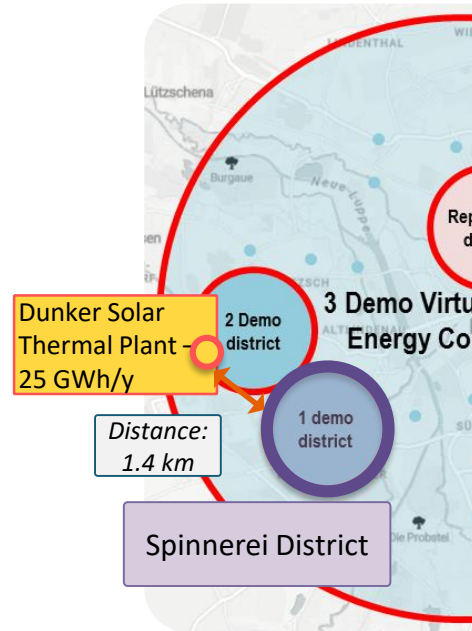 LINDENTHAL
Lützschena
Burgaue
Neue Luppe
2 Demo
district
3 Demo Virtu
Energy Co
Dunker Solar
Thermal Plant –
25 GWh/y
Distance:
1.4 km
1 demo
district
Spinnerei District
Die Probstei